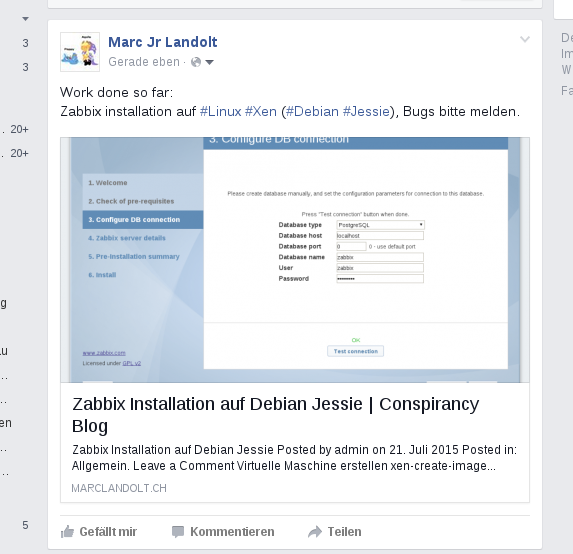 3
3
20+
20+
g
u
en
5
Marc Jr Landolt
Gerade eben ·
Work done so far:
Zabbix installation auf #Linux #Xen (#Debian #Jessie), Bugs bitte melden.
3. Configure DB connection
1. Welcome
2. Check of pre-requisites
3. Configure DB connection
4. Zabbix server details
5. Pre-installation summary
6. Install
www.zabbix.com
Licensed under GPL v2
Please create database manually, and set the configuration parameters for connection to this database.
Press "Test connection" button when done.
Database type PostgreSQL
Database host localhost
Database port 0 0 - use default port
Database name zabbix
User zabbix
Password ••••••••
OK
Test connection
Zabbix Installation auf Debian Jessie | Conspirancy
Blog
Zabbix Installation auf Debian Jessie Posted by admin on 21. Juli 2015 Posted in:
Allgemein. Leave a Comment Virtuelle Maschine erstellen xen-create-image...
MARCLANDOLT.CH
Gefällt mir Kommentieren Teilen
De
Im
W
Fa